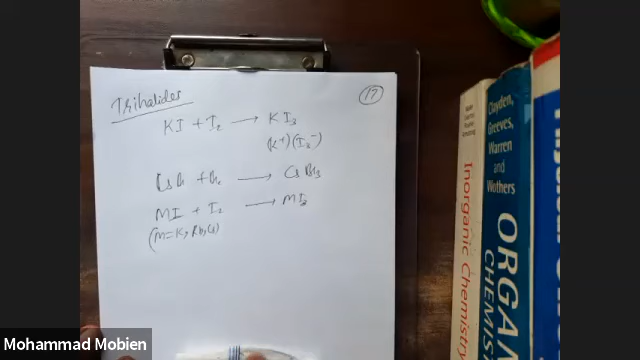 Trihalides
17
KI + I₂ ⟶ KI₃
(K⁺)(I₃⁻)
CsBr + Br₂ ⟶ CsBr₃
MI + I₂ ⟶ MI₃
(M=K, Rb, Cs)
Inorganic Chemistry
Clayden,
Greeves,
Warren
and
Wothers
ORGAN
CHEMISTRY
Mohammad Mobien